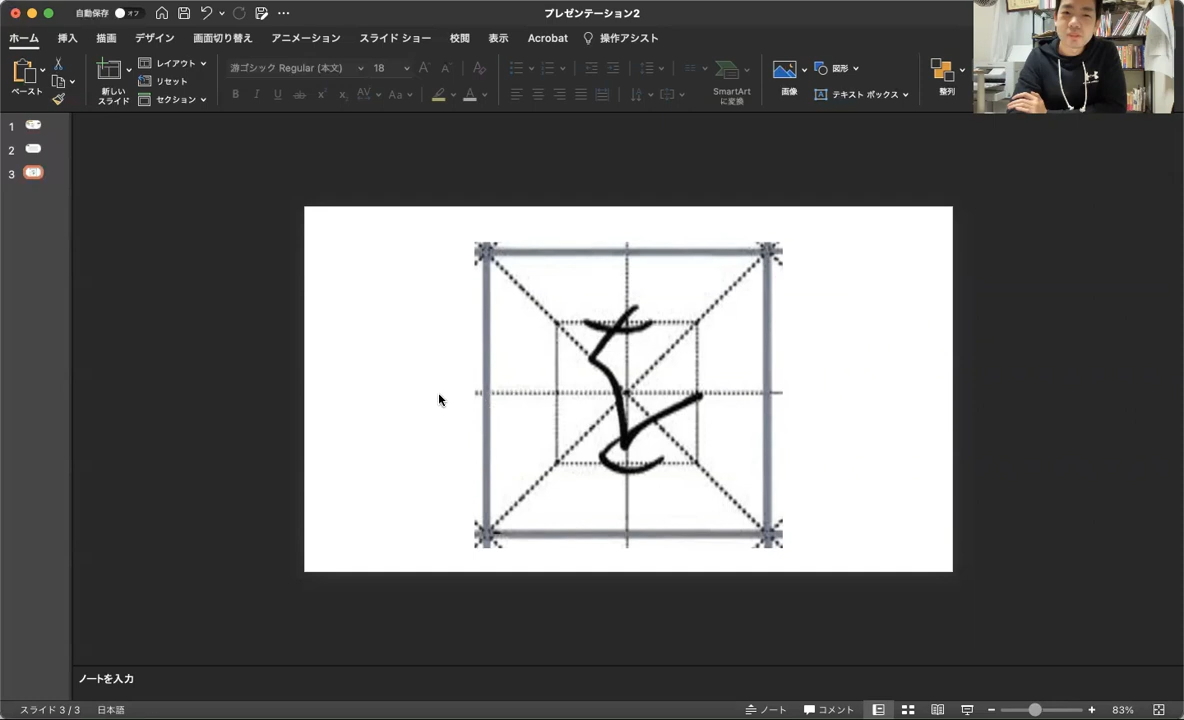 自動保存 オフ
プレゼンテーション2
ホーム 挿入 描画 デザイン 画面切り替え アニメーション スライド ショー 校閲 表示 Acrobat 操作アシスト
ペースト
新しい
スライド
レイアウト
リセット
セクション
游ゴシック Regular (本文) 18
B I U ab x² x₂ AV Aa A
SmartArt
に変換
画像
図形
テキスト ボックス
整列
1
2
3
ノートを入力
スライド 3 / 3 日本語 ノート コメント 83%